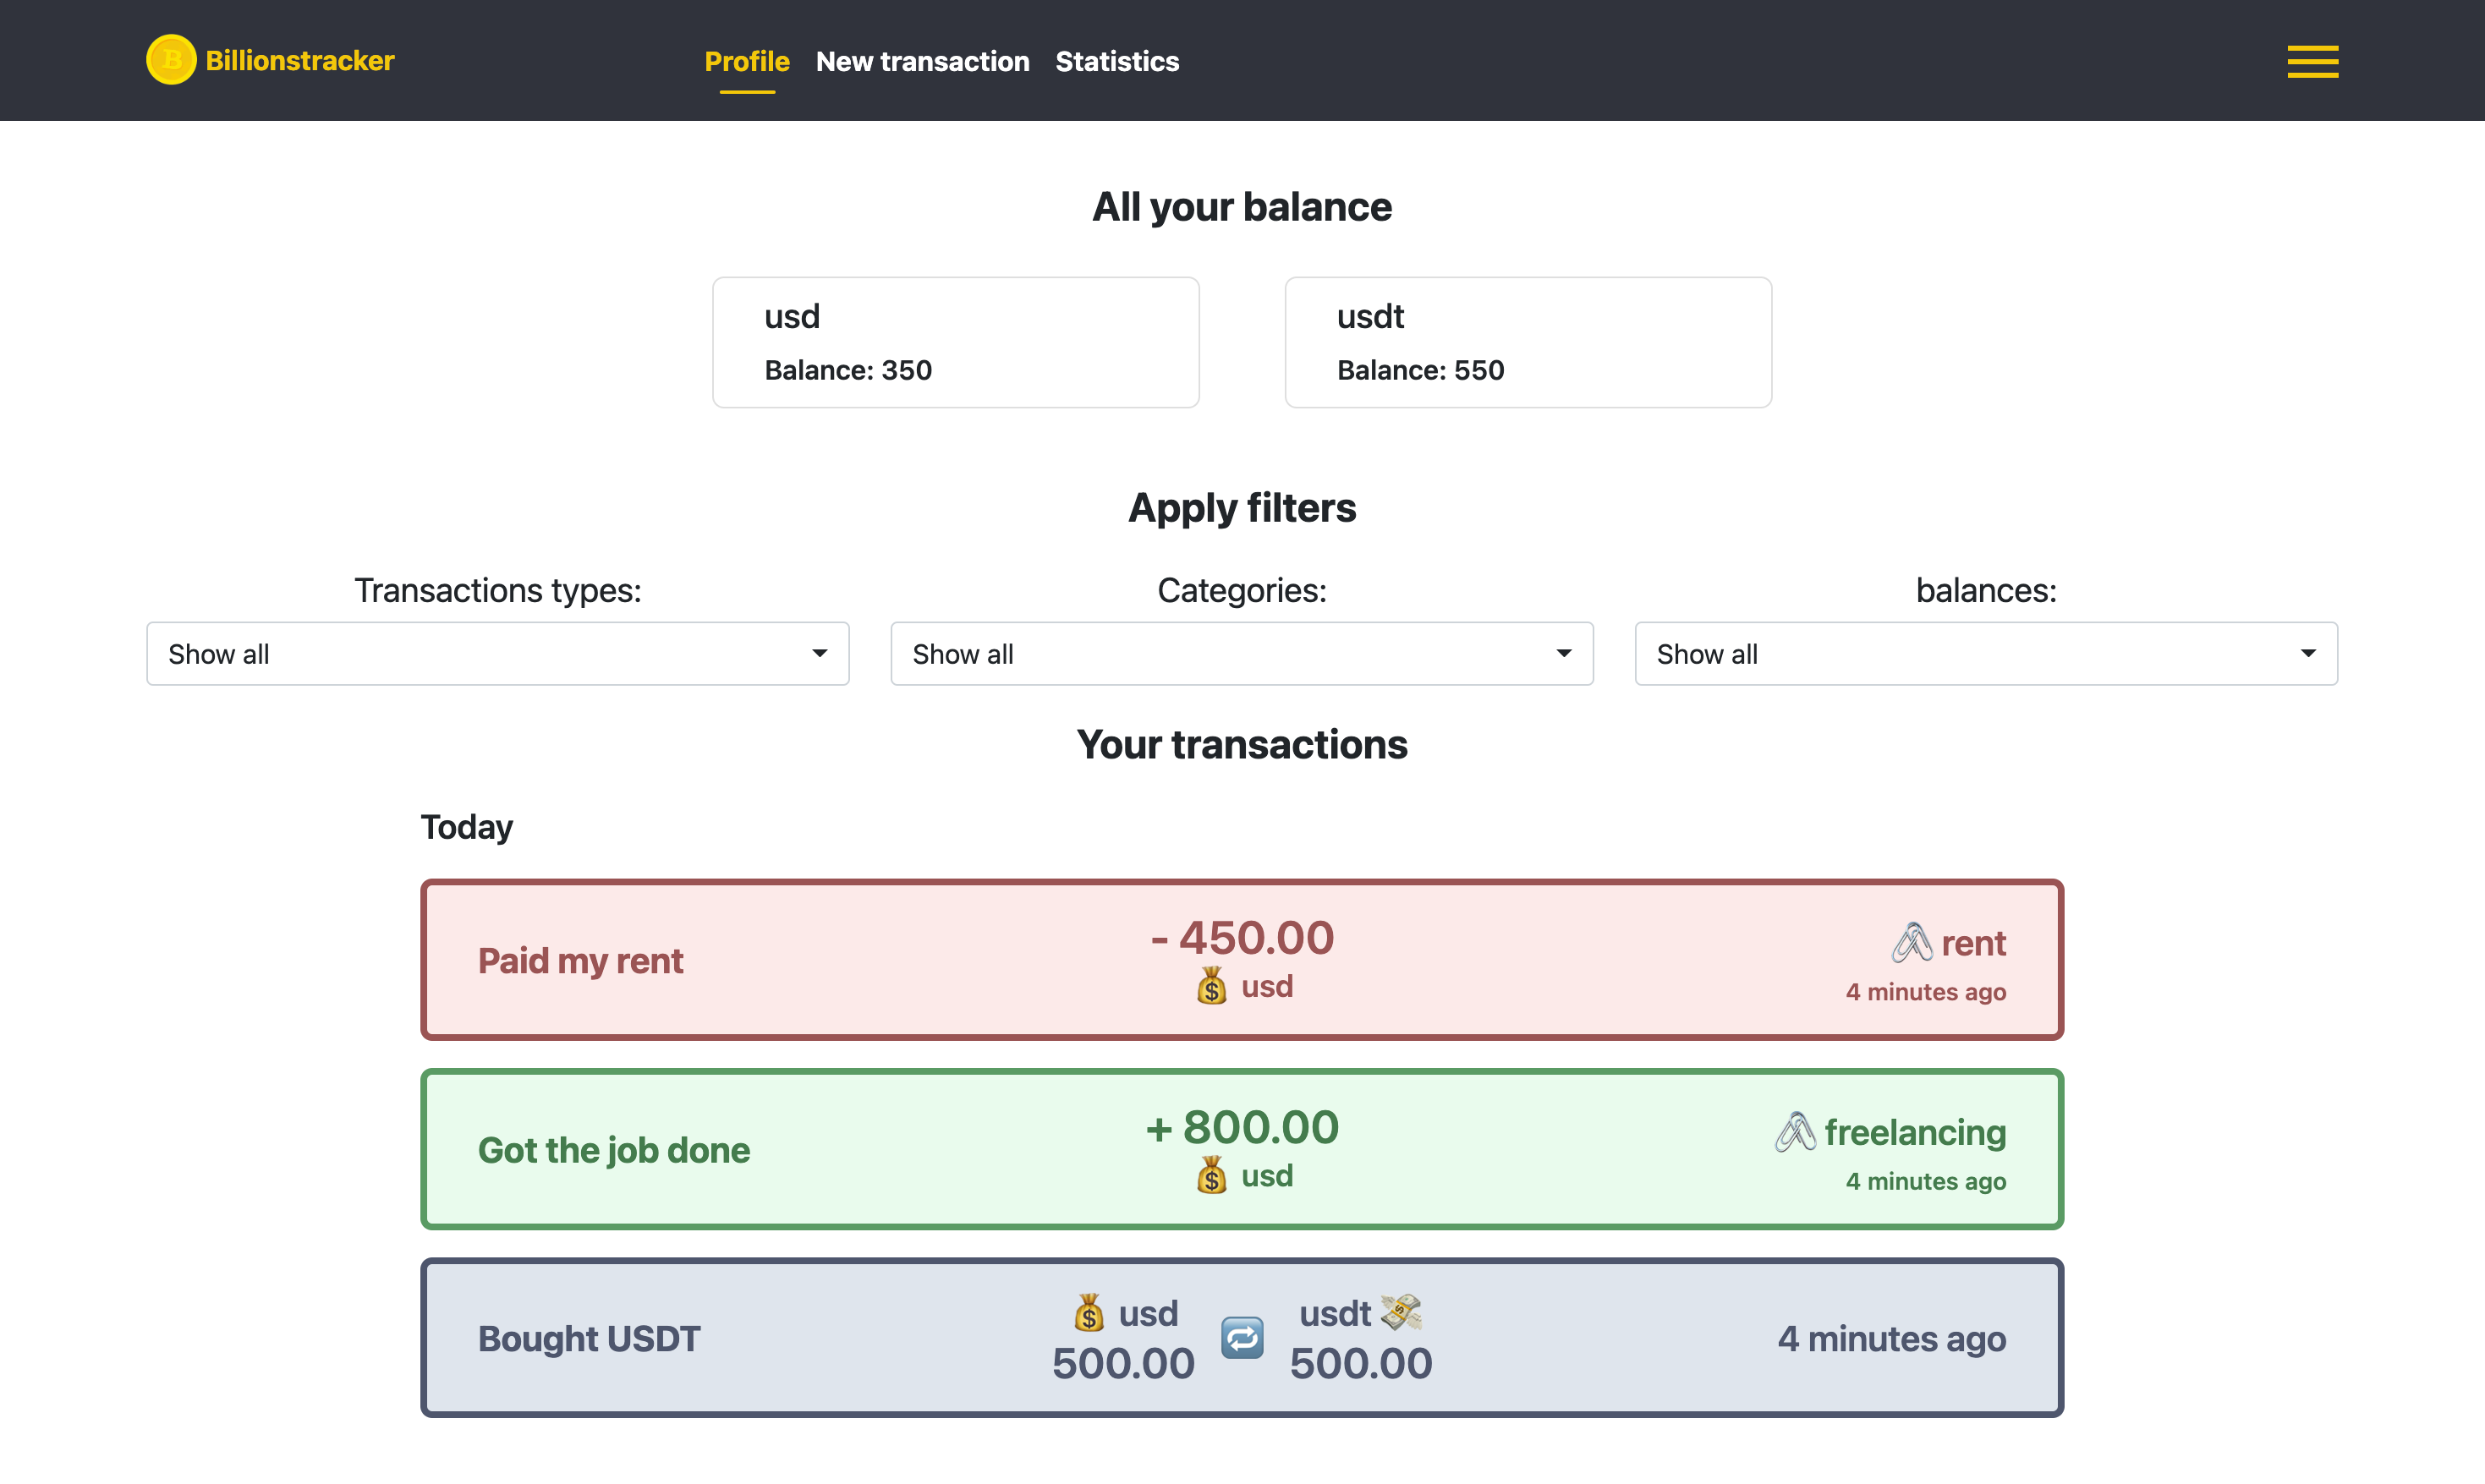 Billionstracker
Profile New transaction Statistics
All your balance
usd
Balance: 350
usdt
Balance: 550
Apply filters
Transactions types:
Show all
Categories:
Show all
balances:
Show all
Your transactions
Today
Paid my rent
- 450.00
usd
rent
4 minutes ago
Got the job done
+ 800.00
usd
freelancing
4 minutes ago
Bought USDT
usd
500.00
usdt
500.00
4 minutes ago